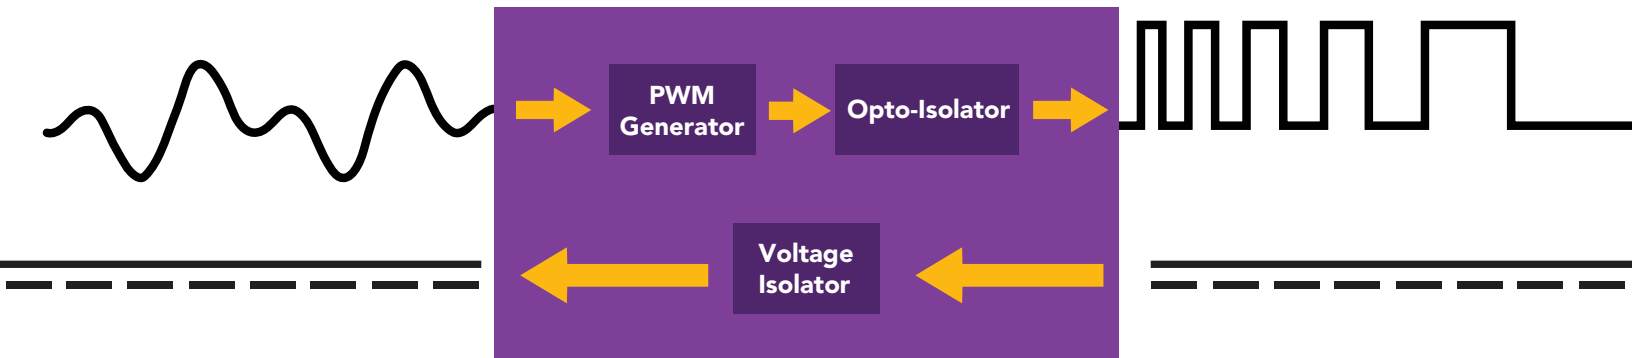 PWM
Generator
Opto-Isolator
Voltage
Isolator